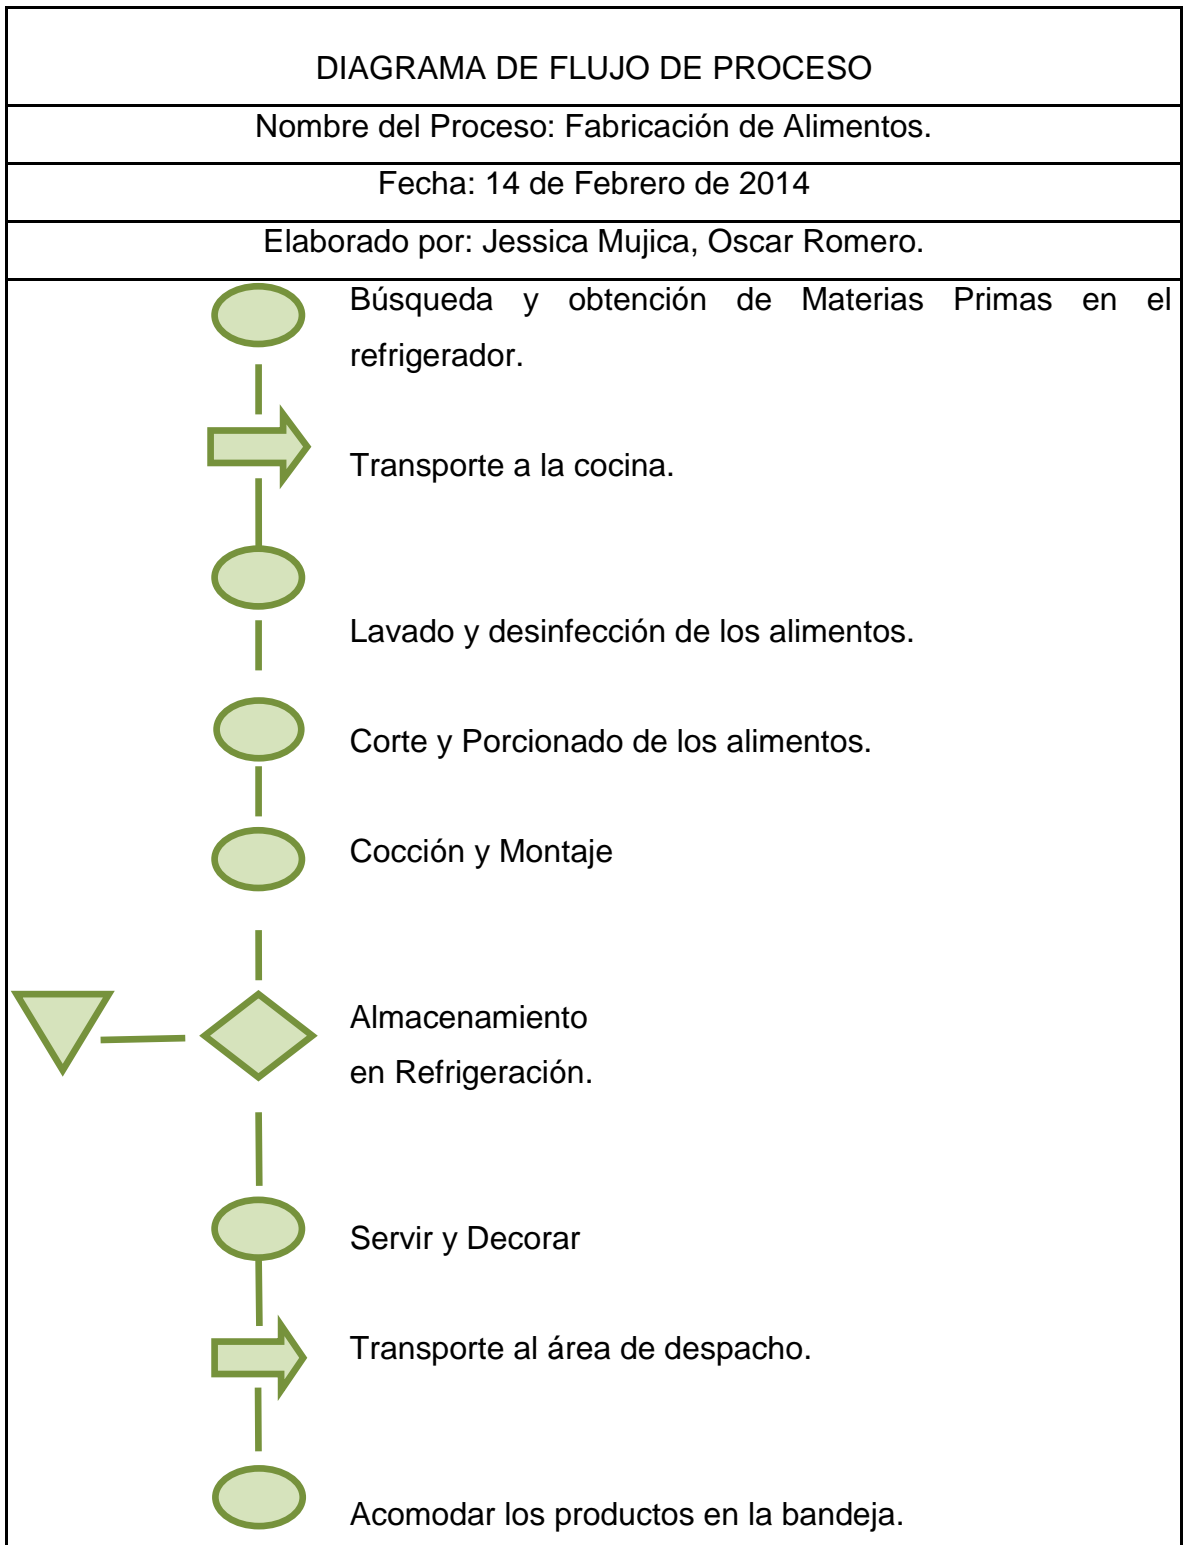 DIAGRAMA DE FLUJO DE PROCESO
Nombre del Proceso: Fabricación de Alimentos.
Fecha: 14 de Febrero de 2014
Elaborado por: Jessica Mujica, Oscar Romero.
Búsqueda y obtención de Materias Primas en el
refrigerador.
Transporte a la cocina.
Lavado y desinfección de los alimentos.
Corte y Porcionado de los alimentos.
Cocción y Montaje
Almacenamiento
en Refrigeración.
Servir y Decorar
Transporte al área de despacho.
Acomodar los productos en la bandeja.